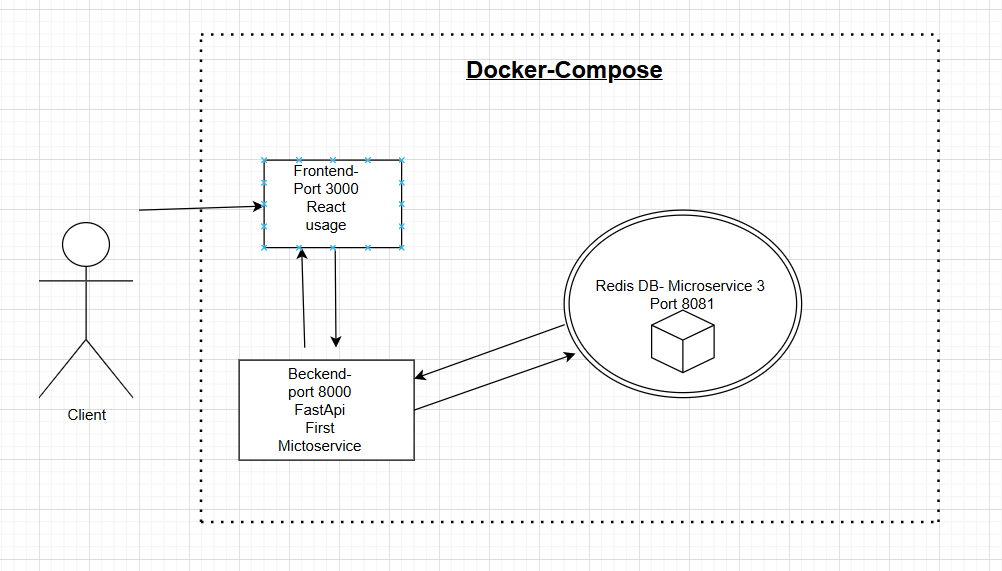 Docker-Compose
Frontend-
Port 3000
React
usage
Redis DB- Microservice 3
Port 8081
Beckend-
port 8000
FastApi
First
Mictoservice
Client